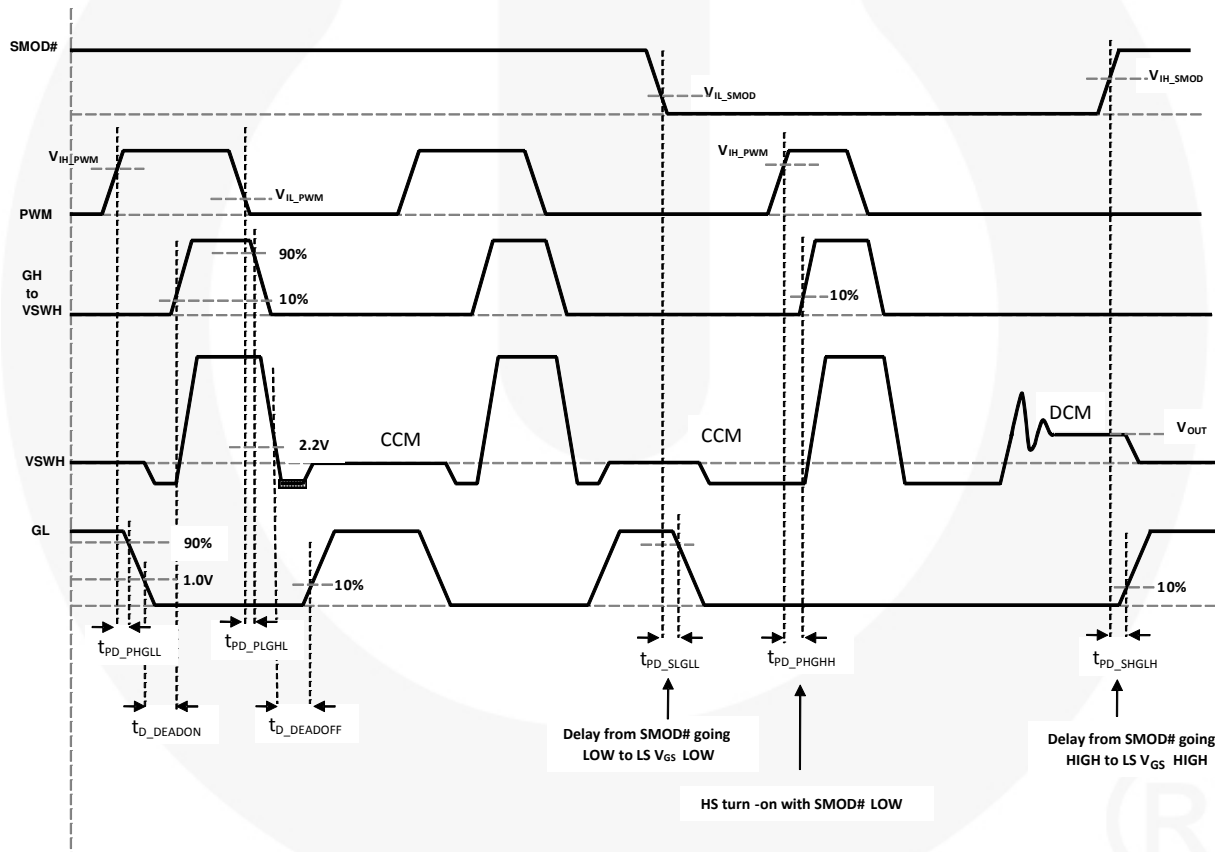 SMOD#
V_IH_SMOD
V_IL_SMOD
V_IH_PWM
V_IH_PWM
V_IL_PWM
PWM
90%
GH
to
VSWH
10%
10%
DCM
V_OUT
2.2V
CCM
CCM
VSWH
GL
90%
1.0V
10%
10%
t_PD_PHGLL
t_PD_PLGHL
t_PD_SLGLL
t_PD_PHGHH
t_PD_SHGLH
t_D_DEADON
t_D_DEADOFF
Delay from SMOD# going
LOW to LS V_GS LOW
Delay from SMOD# going
HIGH to LS V_GS HIGH
HS turn -on with SMOD# LOW
R